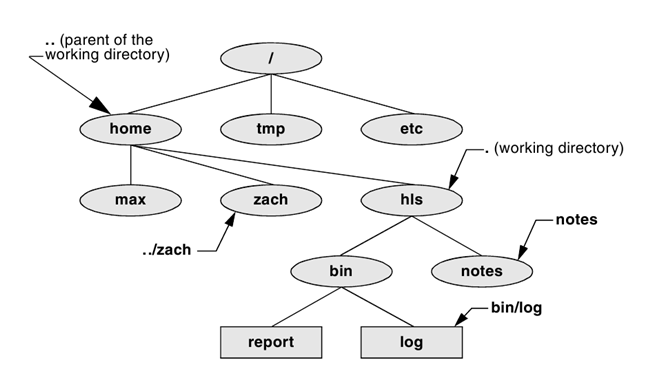 .. (parent of the
working directory)
/
home
tmp
etc
. (working directory)
max
zach
hls
../zach
notes
bin
notes
bin/log
report
log